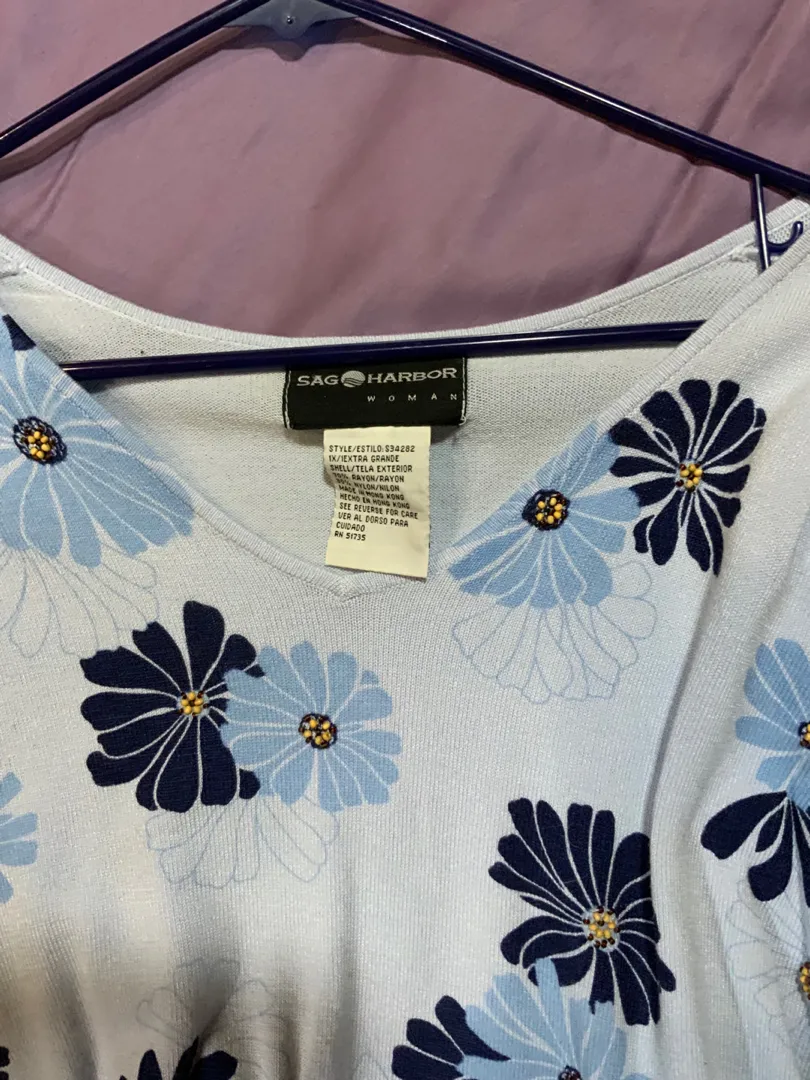 SAG HARBOR
WOMAN
STYLE/ESTILO:S34282
1X/1EXTRA GRANDE
SHELL/TELA EXTERIOR
RAYON/RAYON
NYLON/NILON
MADE IN HONG KONG
HECHO EN HONG KONG
SEE REVERSE FOR CARE
VER AL DORSO PARA
CUIDADO
RN 51735